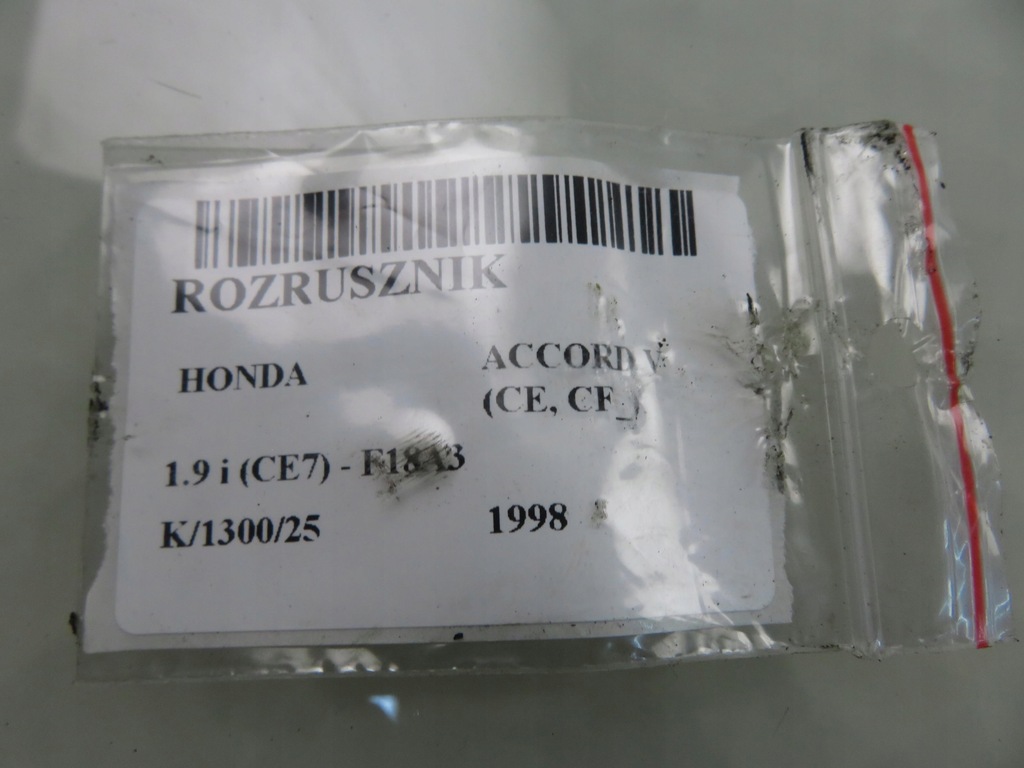 ROZRUSZNIK
HONDA
ACCORD V
(CE, CF_)
1.9 i (CE7) - F18A3
K/1300/25
1998